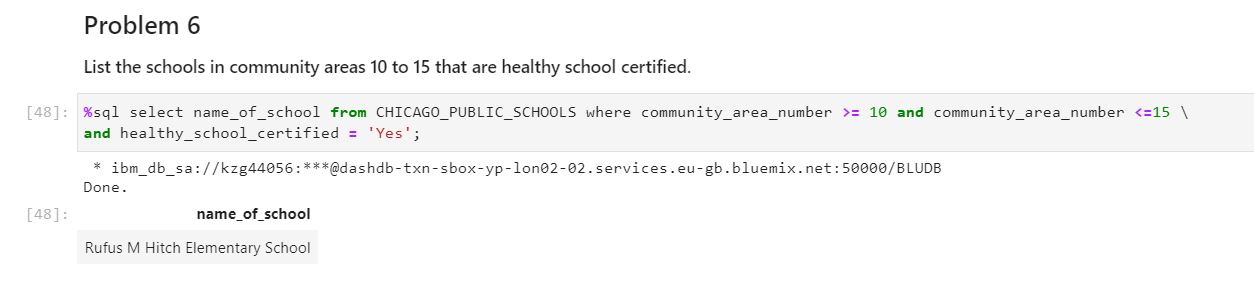 Problem 6
List the schools in community areas 10 to 15 that are healthy school certified.
[48]: %sql select name_of_school from CHICAGO_PUBLIC_SCHOOLS where community_area_number >= 10 and community_area_number <=15 \
and healthy_school_certified = 'Yes';
* ibm_db_sa://kzg44056:***@dashdb-txn-sbox-yp-lon02-02.services.eu-gb.bluemix.net:50000/BLUDB
Done.
[48]: name_of_school
Rufus M Hitch Elementary School